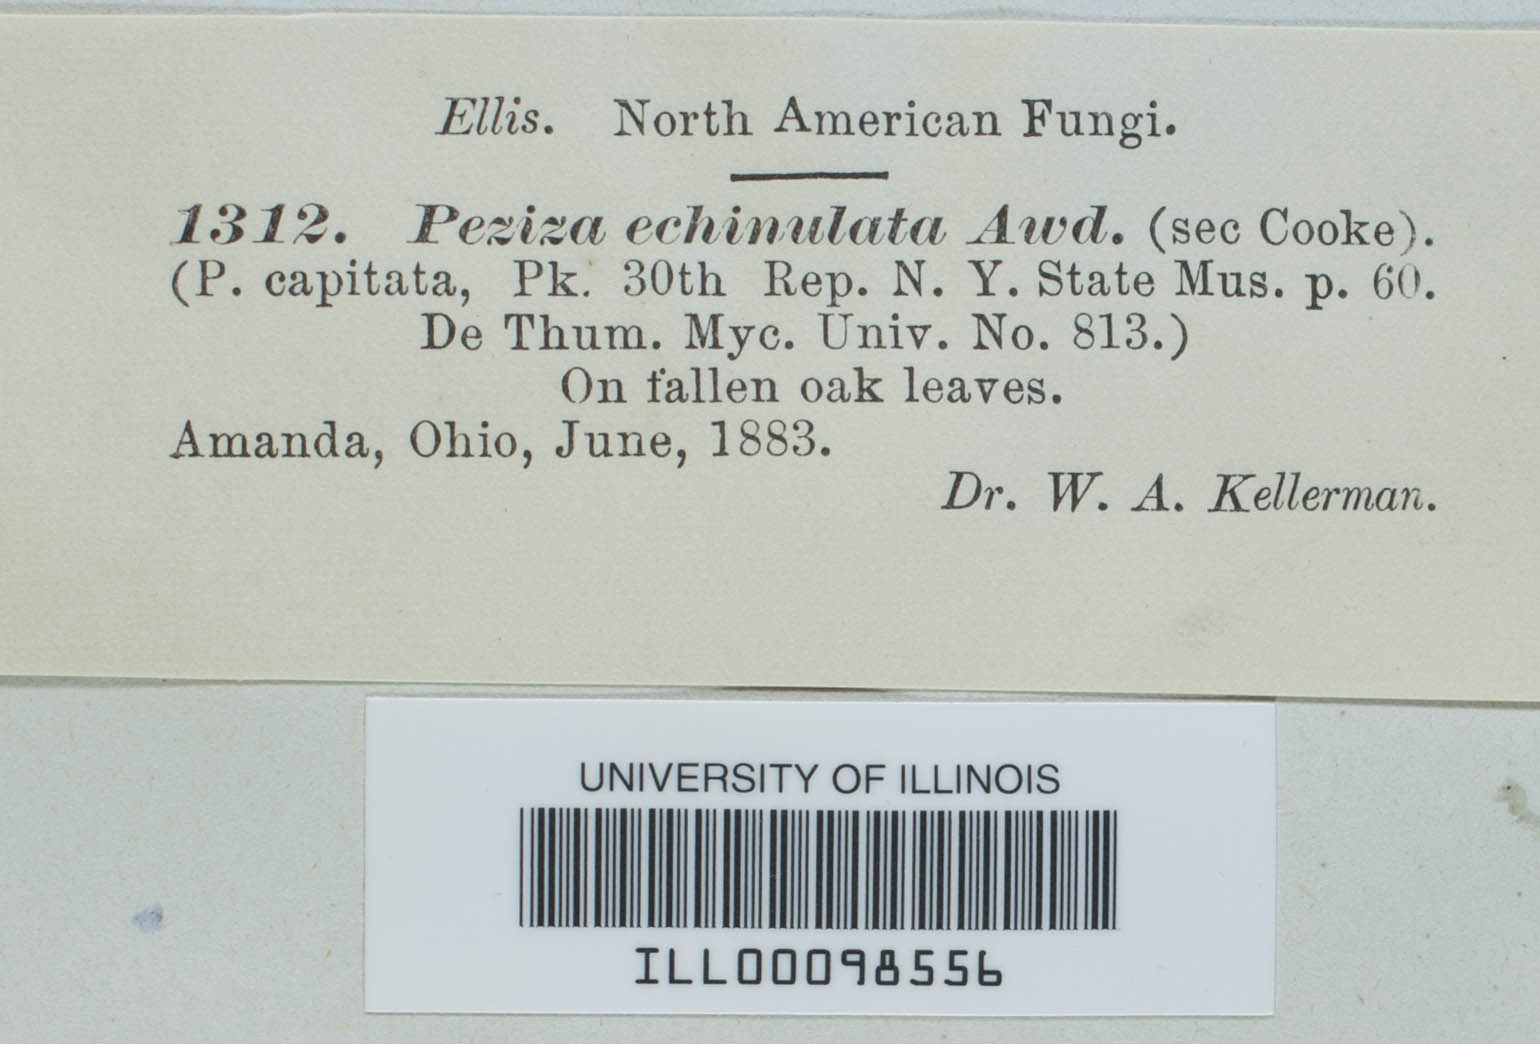 Ellis. North American Fungi.
1312. Peziza echinulata Awd. (sec Cooke).
(P. capitata, Pk. 30th Rep. N. Y. State Mus. p. 60.
De Thum. Myc. Univ. No. 813.)
On fallen oak leaves.
Amanda, Ohio, June, 1883.
Dr. W. A. Kellerman.
UNIVERSITY OF ILLINOIS
ILL00098556